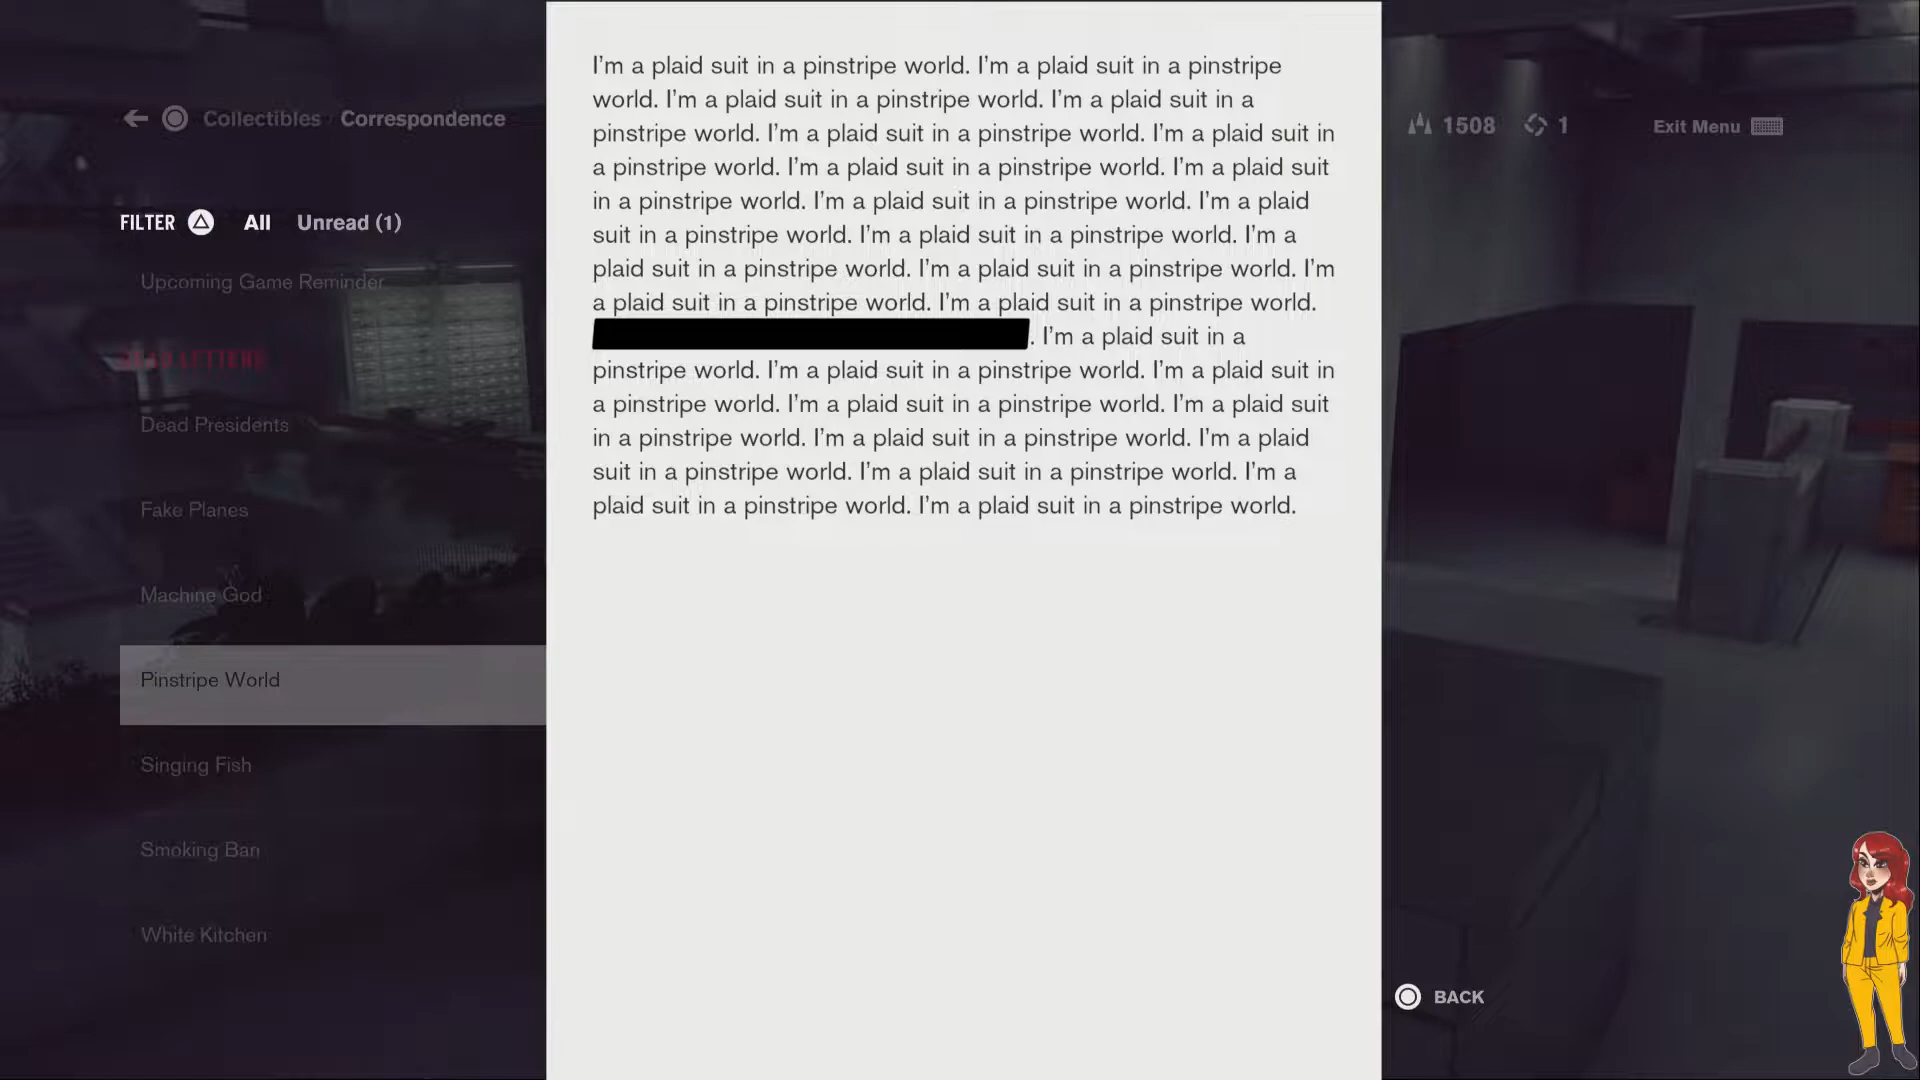 Collectibles Correspondence
1508 1 Exit Menu
FILTER All Unread (1)
Upcoming Game Reminder
DEAD LETTERS
Dead Presidents
Fake Planes
Machine God
Pinstripe World
Singing Fish
Smoking Ban
White Kitchen
I'm a plaid suit in a pinstripe world. I'm a plaid suit in a pinstripe
world. I'm a plaid suit in a pinstripe world. I'm a plaid suit in a
pinstripe world. I'm a plaid suit in a pinstripe world. I'm a plaid suit in
a pinstripe world. I'm a plaid suit in a pinstripe world. I'm a plaid suit
in a pinstripe world. I'm a plaid suit in a pinstripe world. I'm a plaid
suit in a pinstripe world. I'm a plaid suit in a pinstripe world. I'm a
plaid suit in a pinstripe world. I'm a plaid suit in a pinstripe world. I'm
a plaid suit in a pinstripe world. I'm a plaid suit in a pinstripe world.
. I'm a plaid suit in a
pinstripe world. I'm a plaid suit in a pinstripe world. I'm a plaid suit in
a pinstripe world. I'm a plaid suit in a pinstripe world. I'm a plaid suit
in a pinstripe world. I'm a plaid suit in a pinstripe world. I'm a plaid
suit in a pinstripe world. I'm a plaid suit in a pinstripe world. I'm a
plaid suit in a pinstripe world. I'm a plaid suit in a pinstripe world.
BACK